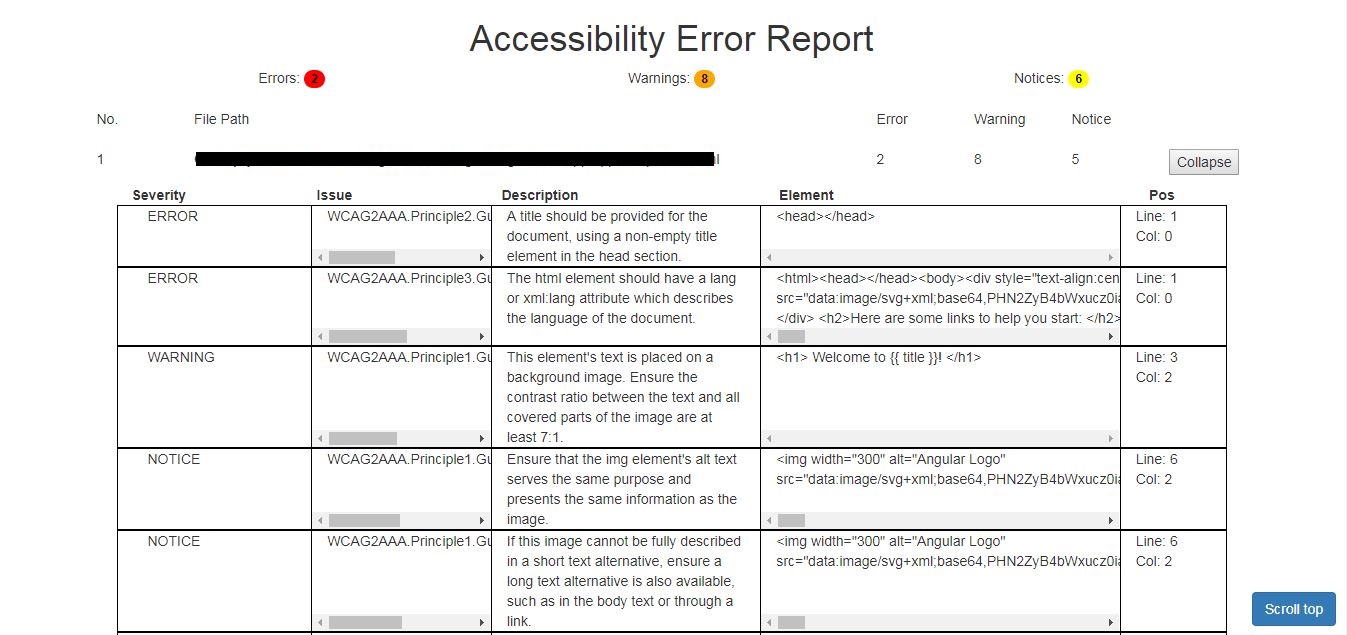 Accessibility Error Report
Errors: 2 Warnings: 8 Notices: 6
No. File Path Error Warning Notice
1 2 8 5 Collapse
Severity Issue Description Element Pos
ERROR WCAG2AAA.Principle2.Gu A title should be provided for the <head></head> Line: 1
document, using a non-empty title Col: 0
element in the head section.
ERROR WCAG2AAA.Principle3.Gu The html element should have a lang <html><head></head><body><div style="text-align:cen Line: 1
or xml:lang attribute which describes src="data:image/svg+xml;base64,PHN2ZyB4bWxucz0ia Col: 0
the language of the document. </div> <h2>Here are some links to help you start: </h2>
WARNING WCAG2AAA.Principle1.Gu This element's text is placed on a <h1> Welcome to {{ title }}! </h1> Line: 3
background image. Ensure the Col: 2
contrast ratio between the text and all
covered parts of the image are at
least 7:1.
NOTICE WCAG2AAA.Principle1.Gu Ensure that the img element's alt text <img width="300" alt="Angular Logo" Line: 6
serves the same purpose and src="data:image/svg+xml;base64,PHN2ZyB4bWxucz0ia Col: 2
presents the same information as the
image.
NOTICE WCAG2AAA.Principle1.Gu If this image cannot be fully described <img width="300" alt="Angular Logo" Line: 6
in a short text alternative, ensure a src="data:image/svg+xml;base64,PHN2ZyB4bWxucz0ia Col: 2
long text alternative is also available,
such as in the body text or through a
link.
Scroll top